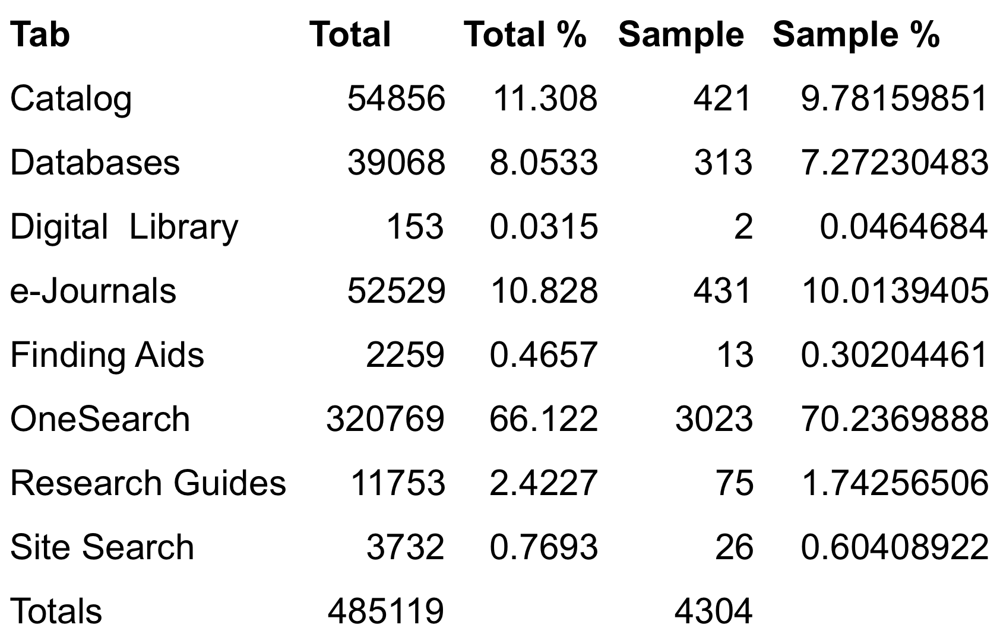 Tab Total Total % Sample Sample %
Catalog 54856 11.308 421 9.78159851
Databases 39068 8.0533 313 7.27230483
Digital  Library 153 0.0315 2 0.0464684
e-Journals 52529 10.828 431 10.0139405
Finding Aids 2259 0.4657 13 0.30204461
OneSearch 320769 66.122 3023 70.2369888
Research Guides 11753 2.4227 75 1.74256506
Site Search 3732 0.7693 26 0.60408922
Totals 485119 4304